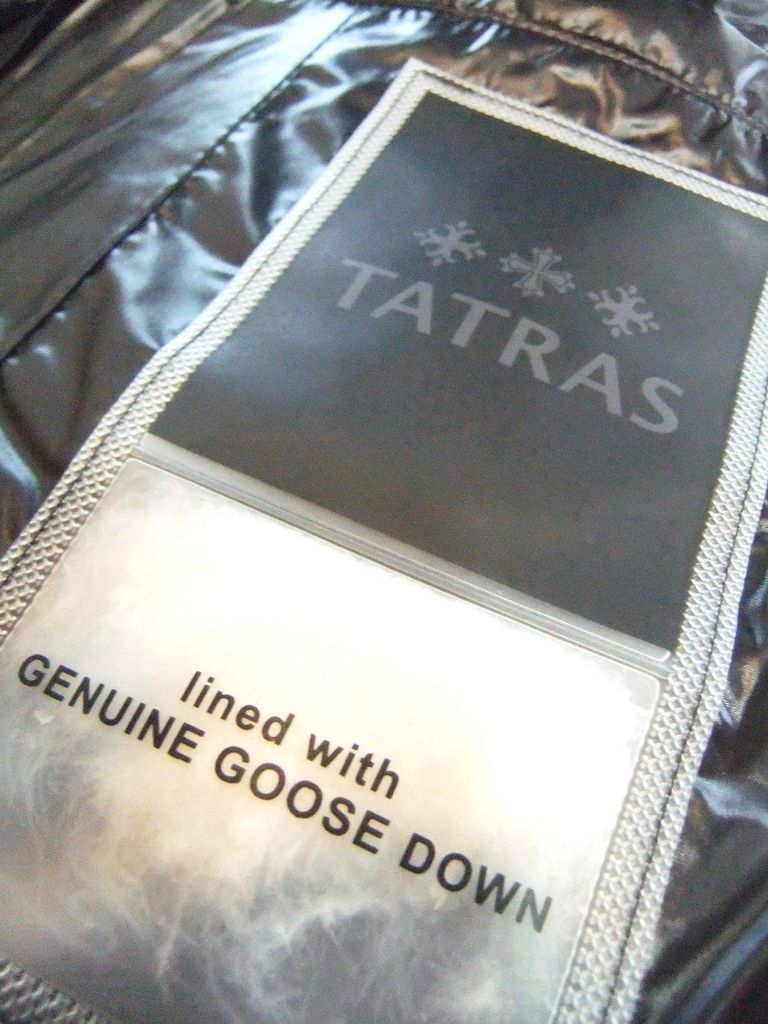 TATRAS
lined with
GENUINE GOOSE DOWN